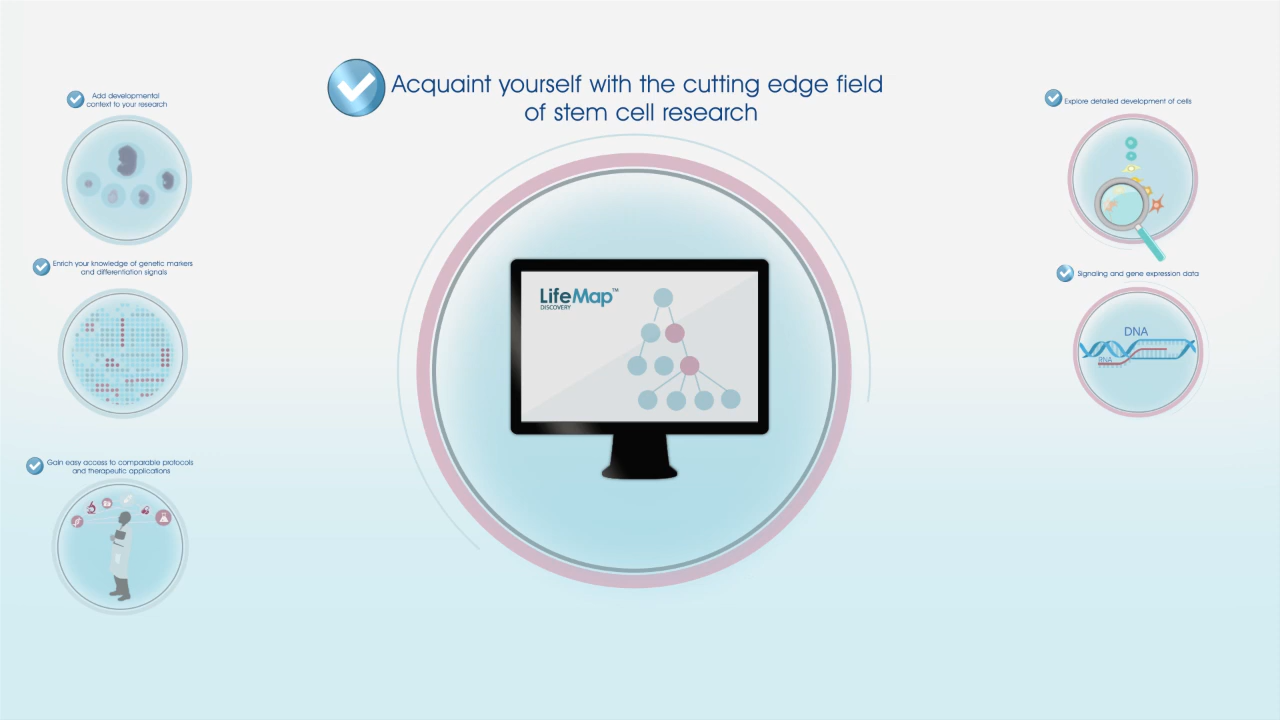 Acquaint yourself with the cutting edge field
of stem cell research
Add developmental
context to your research
Enrich your knowledge of genetic markers
and differentiation signals
Gain easy access to comparable protocols
and therapeutic applications
LifeMap™
DISCOVERY
Explore detailed development of cells
Signaling and gene expression data
DNA
RNA